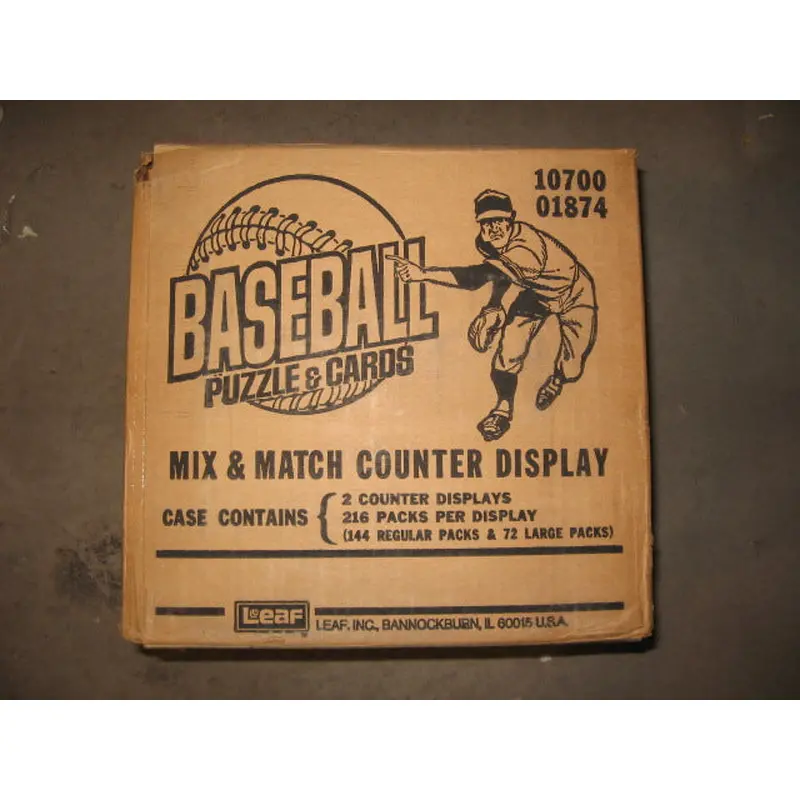 10700
01874
BASEBALL
PUZZLE & CARDS
MIX & MATCH COUNTER DISPLAY
CASE CONTAINS { 2 COUNTER DISPLAYS
216 PACKS PER DISPLAY
(144 REGULAR PACKS & 72 LARGE PACKS)
Leaf
LEAF, INC., BANNOCKBURN, IL 60015 U.S.A.